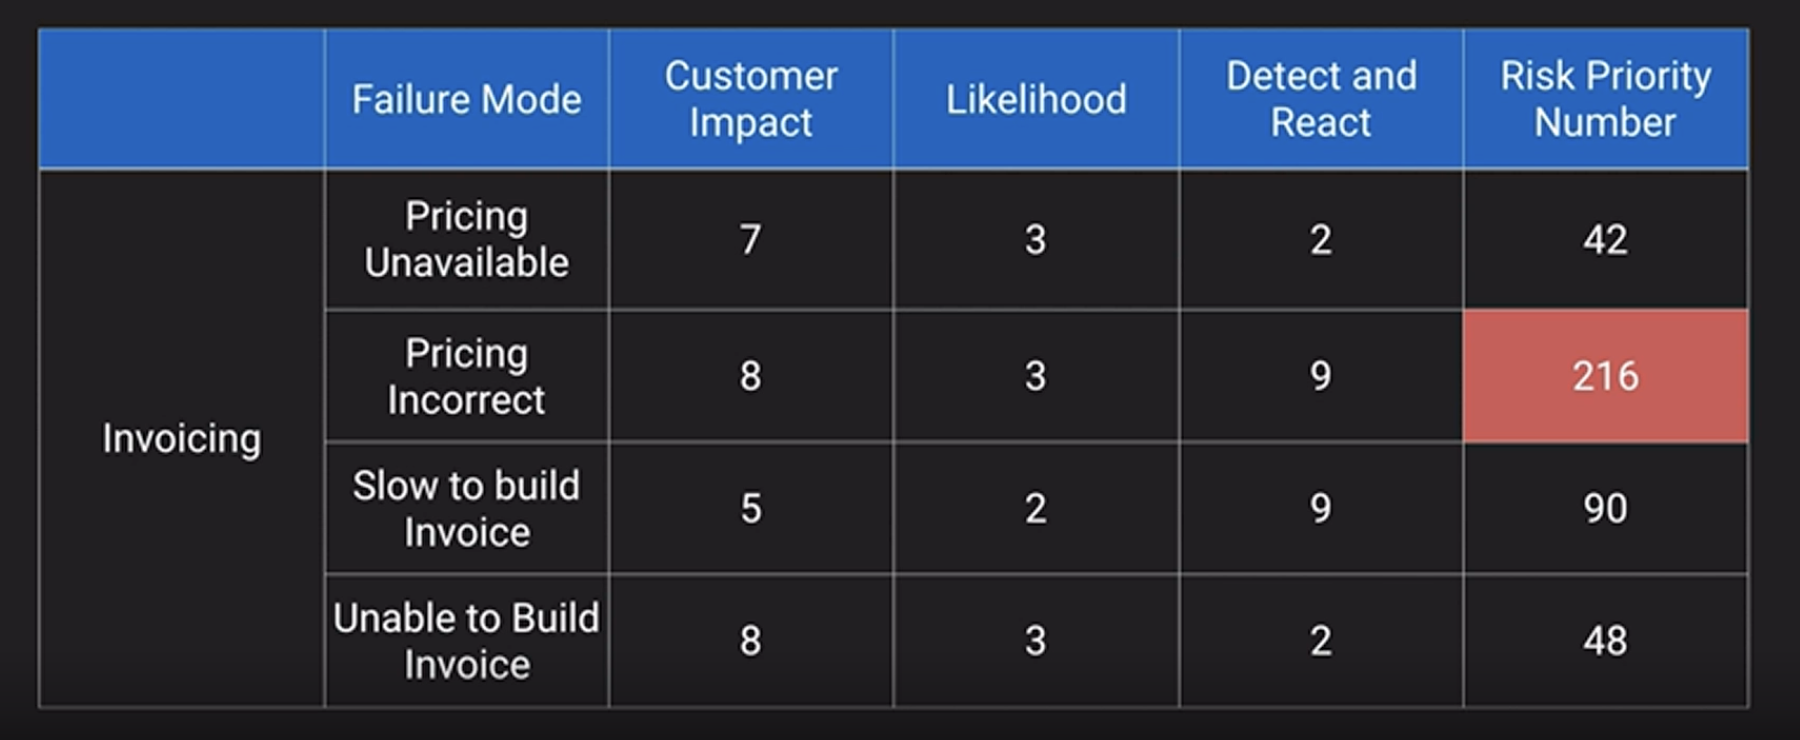 Failure Mode
Customer
Impact
Likelihood
Detect and
React
Risk Priority
Number
Invoicing
Pricing
Unavailable
7
3
2
42
Pricing
Incorrect
8
3
9
216
Slow to build
Invoice
5
2
9
90
Unable to Build
Invoice
8
3
2
48